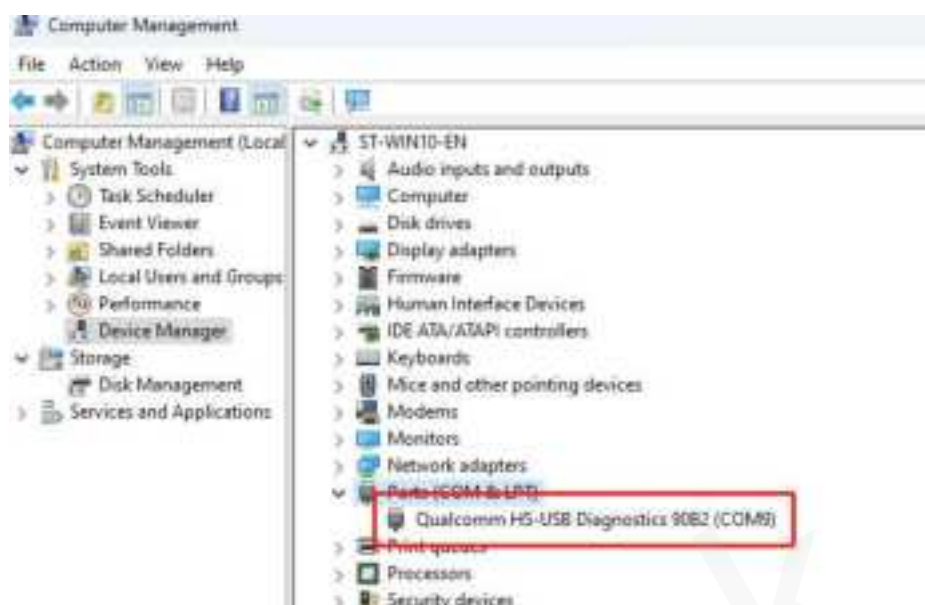 Computer Management
File Action View Help
Computer Management (Local
System Tools
Task Scheduler
Event Viewer
Shared Folders
Local Users and Groups
Performance
Device Manager
Storage
Disk Management
Services and Applications
ST-WIN10-EN
Audio inputs and outputs
Computer
Disk drives
Display adapters
Firmware
Human Interface Devices
IDE ATA/ATAPI controllers
Keyboards
Mice and other pointing devices
Modems
Monitors
Network adapters
Ports (COM & LPT)
Qualcomm HS-USB Diagnostics 90B2 (COM9)
Print queues
Processors
Security devices